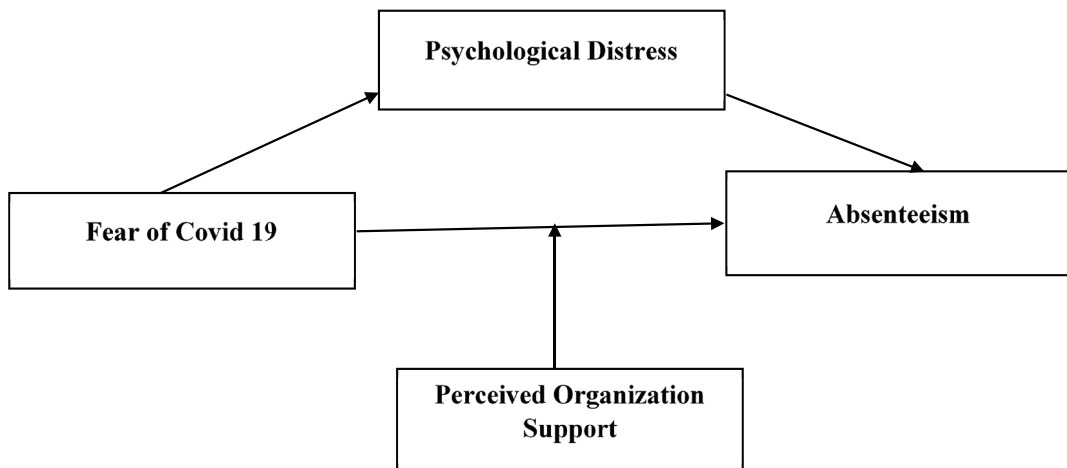 Psychological Distress
Fear of Covid 19
Absenteeism
Perceived Organization
Support